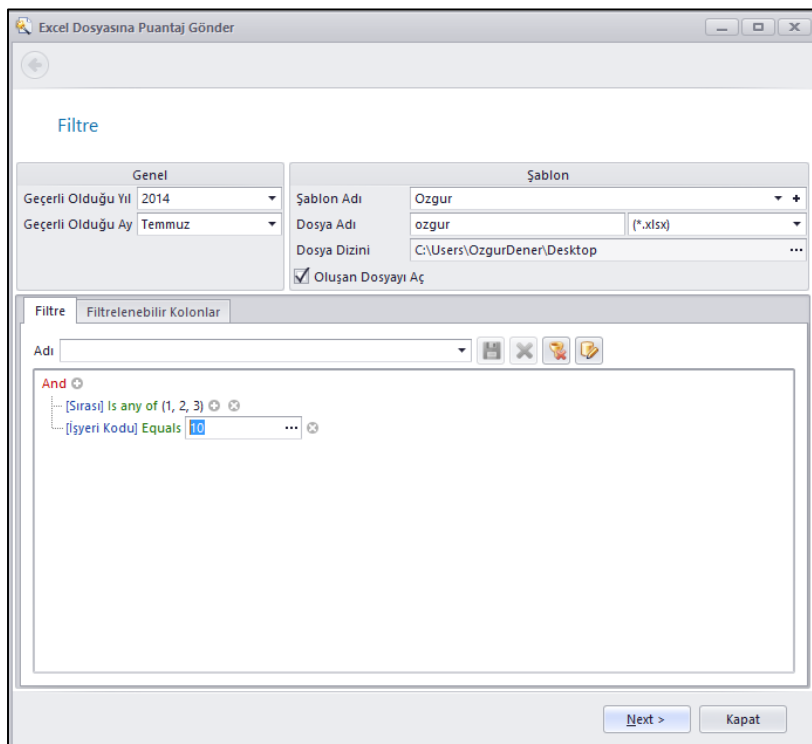 Excel Dosyasına Puantaj Gönder
Filtre
Genel
Geçerli Olduğu Yıl 2014
Geçerli Olduğu Ay Temmuz
Şablon
Şablon Adı Ozgur
Dosya Adı ozgur (*.xlsx)
Dosya Dizini C:\Users\OzgurDener\Desktop ...
Oluşan Dosyayı Aç
Filtre Filtrelenebilir Kolonlar
Adı
And
[Sırası] Is any of (1, 2, 3)
[İşyeri Kodu] Equals 10 ...
Next > Kapat